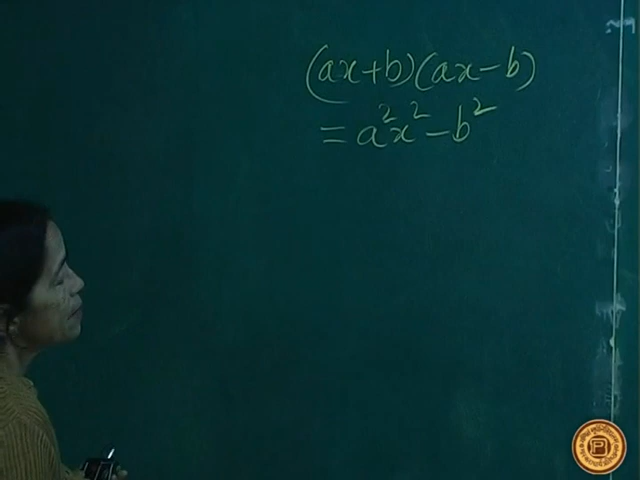 (ax+b)(ax-b)
= a²x² - b²